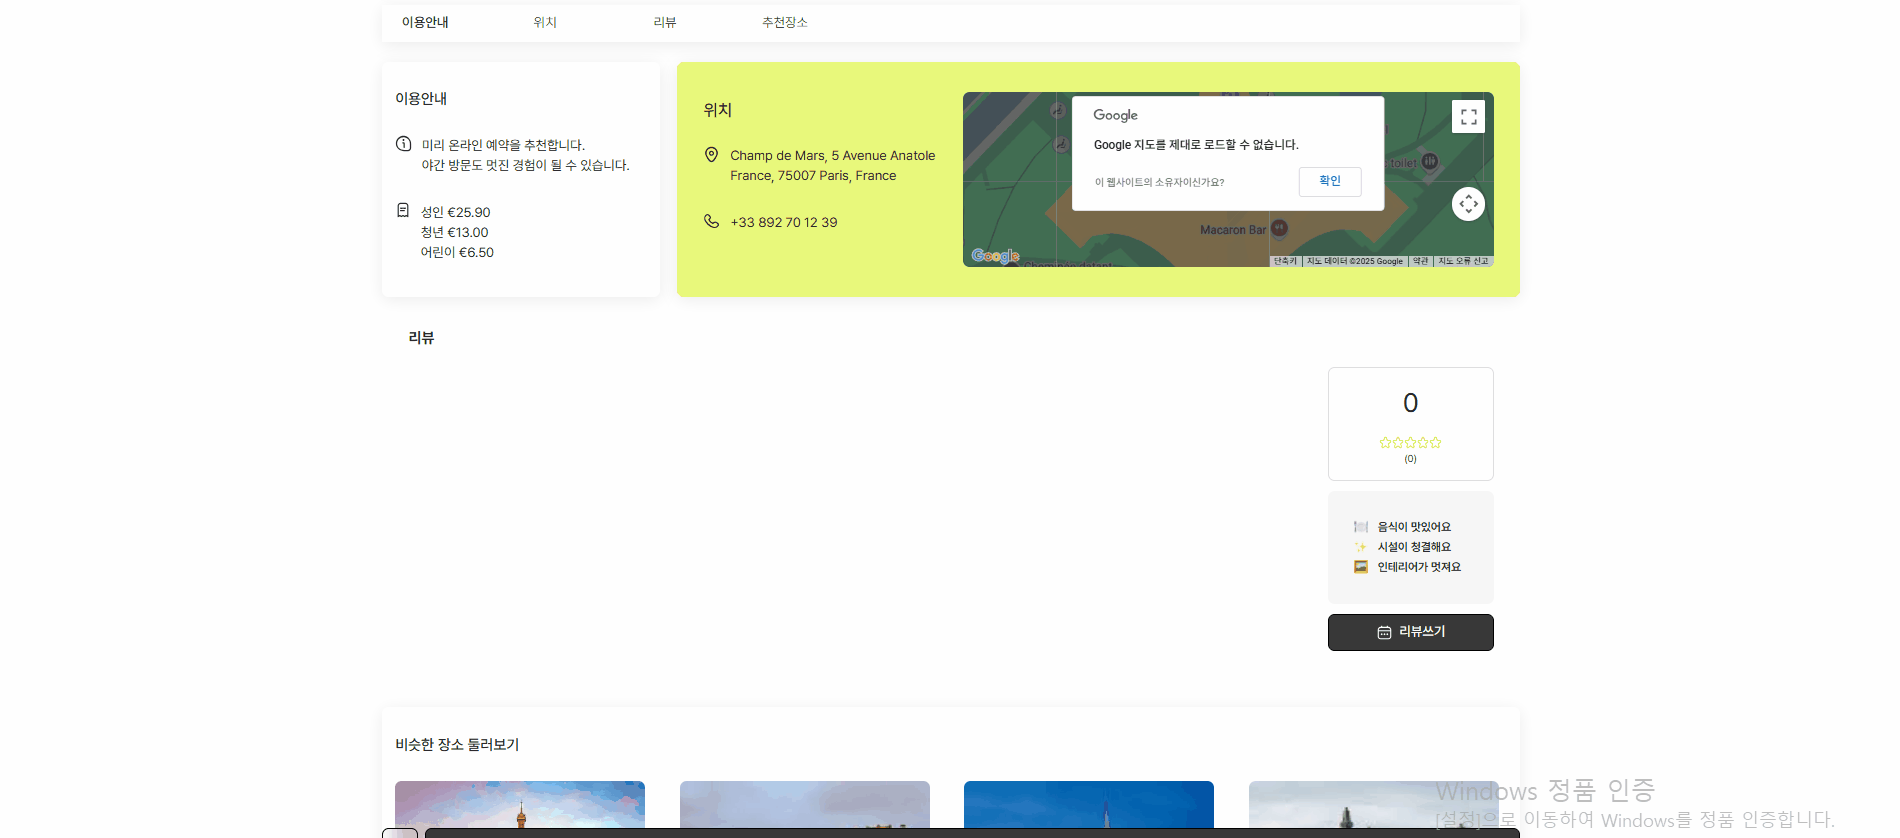 이용안내
위치
리뷰
추천장소
이용안내
미리 온라인 예약을 추천합니다.
야간 방문도 멋진 경험이 될 수 있습니다.
성인 €25.90
청년 €13.00
어린이 €6.50
위치
Champ de Mars, 5 Avenue Anatole
France, 75007 Paris, France
+33 892 70 12 39
Google
Google 지도를 제대로 로드할 수 없습니다.
이 웹사이트의 소유자이신가요?
확인
toilet
Macaron Bar
Google
단축키
지도 데이터 ©2025 Google
약관
지도 오류 신고
리뷰
0
(0)
음식이 맛있어요
시설이 청결해요
인테리어가 멋져요
리뷰쓰기
비슷한 장소 둘러보기
Windows 정품 인증
[설정]으로 이동하여 Windows를 정품 인증합니다.